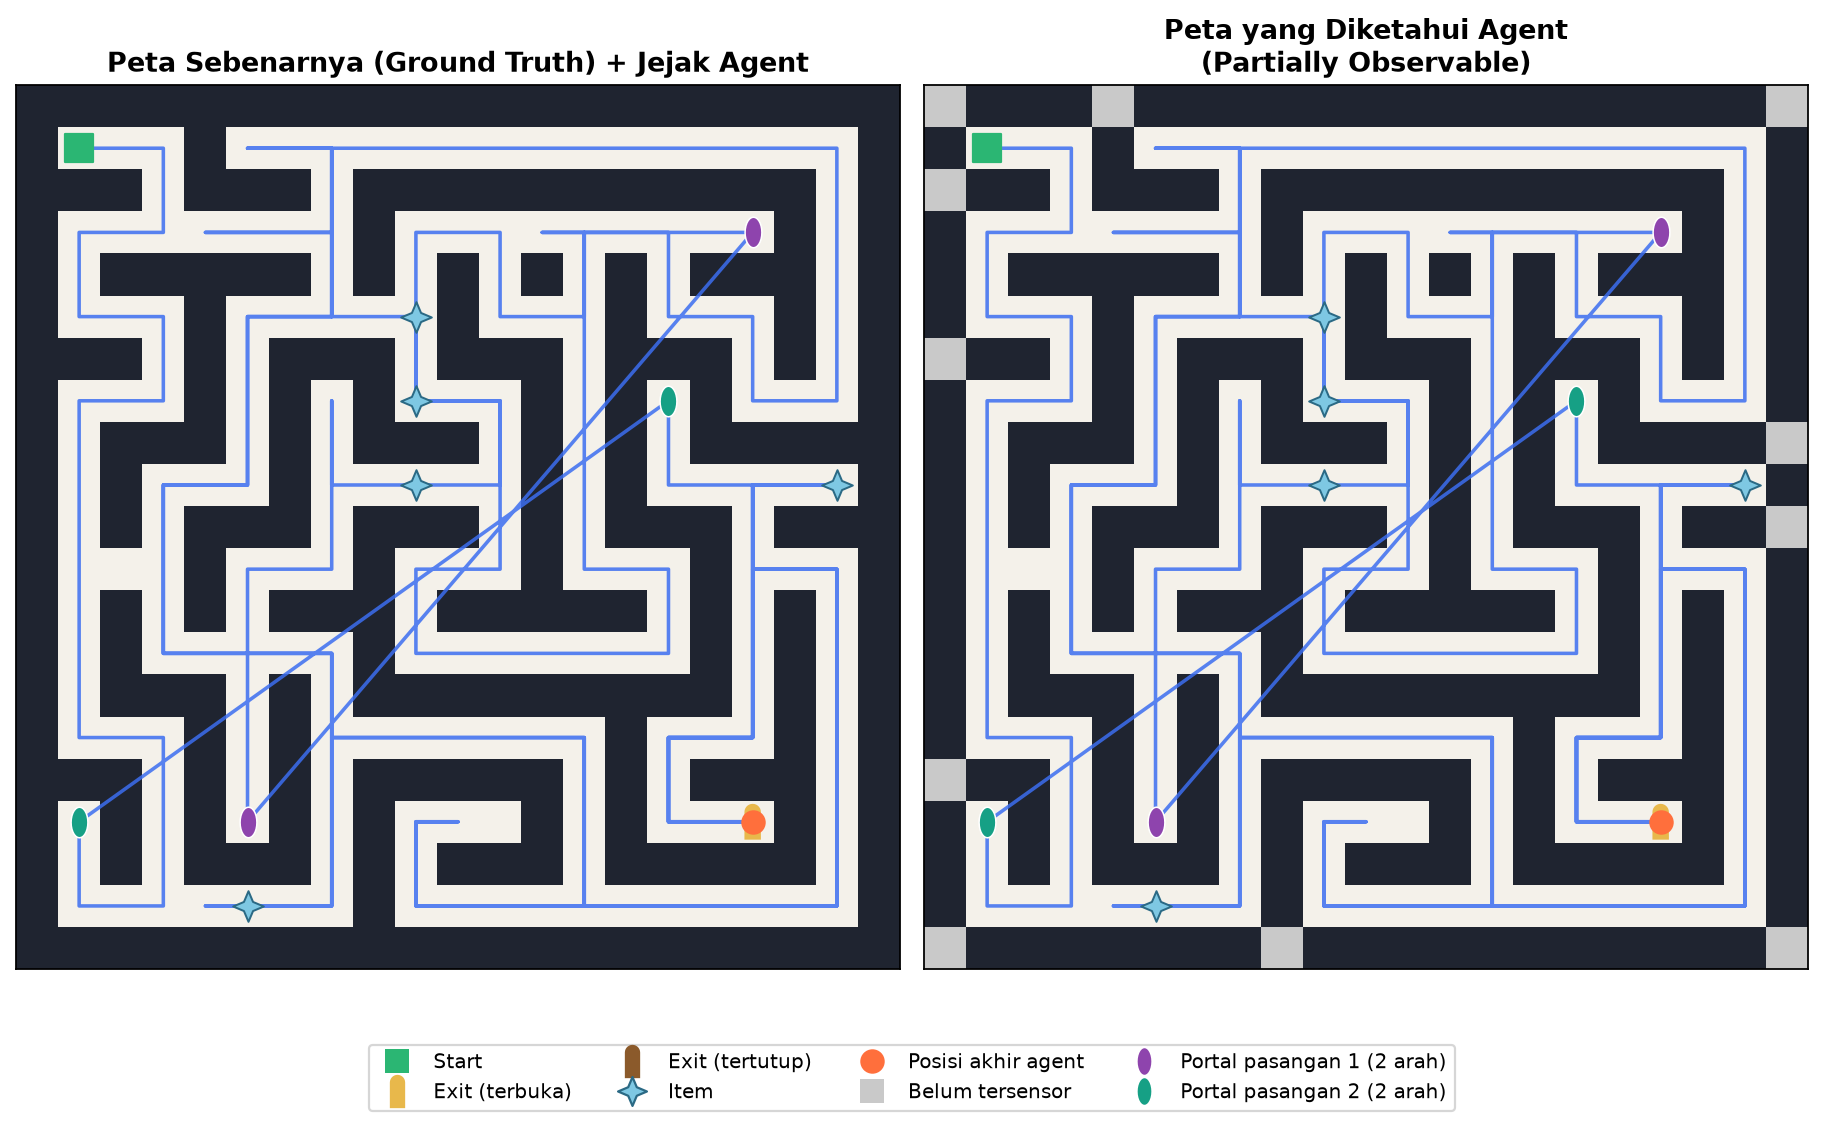 Peta Sebenarnya (Ground Truth) + Jejak Agent
Peta yang Diketahui Agent
(Partially Observable)
Start
Exit (terbuka)
Exit (tertutup)
Item
Posisi akhir agent
Belum tersensor
Portal pasangan 1 (2 arah)
Portal pasangan 2 (2 arah)